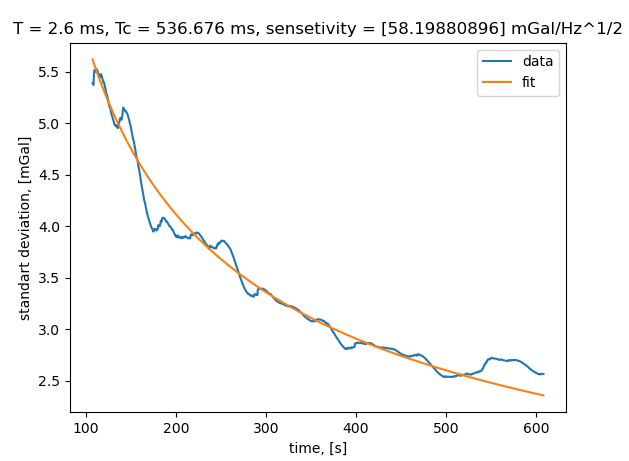 T = 2.6 ms, Tc = 536.676 ms, sensetivity = [58.19880896] mGal/Hz^1/2
data
fit
5.5
5.0
4.5
4.0
3.5
3.0
2.5
standart deviation, [mGal]
100 200 300 400 500 600
time, [s]